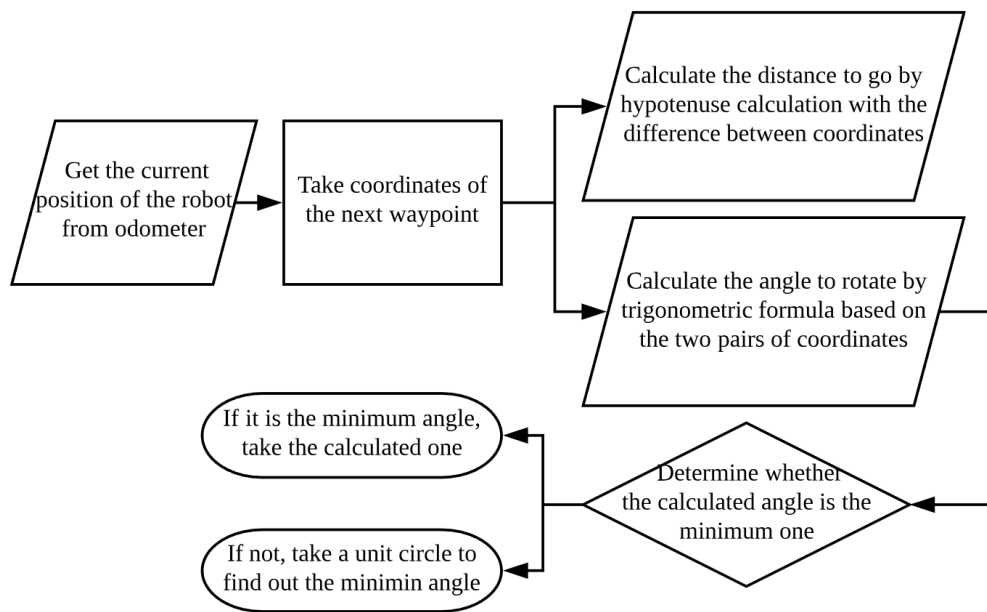 Get the current
position of the robot
from odometer
Take coordinates of
the next waypoint
Calculate the distance to go by
hypotenuse calculation with the
difference between coordinates
Calculate the angle to rotate by
trigonometric formula based on
the two pairs of coordinates
Determine whether
the calculated angle is the
minimum one
If it is the minimum angle,
take the calculated one
If not, take a unit circle to
find out the minimin angle